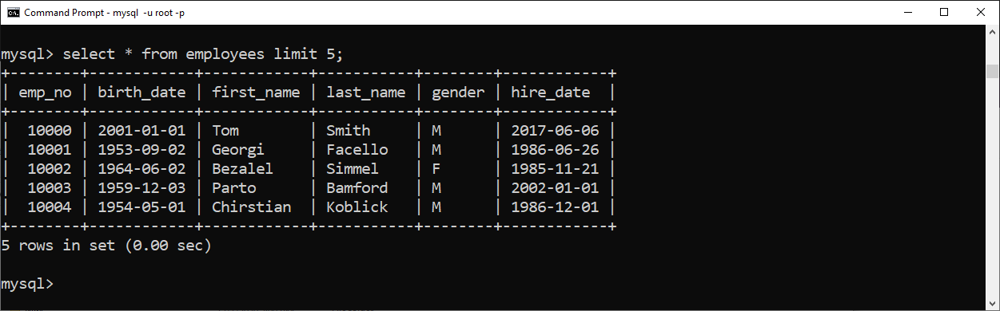 Command Prompt - mysql  -u root -p
mysql> select * from employees limit 5;
+--------+------------+------------+-----------+--------+------------+
| emp_no | birth_date | first_name | last_name | gender | hire_date  |
+--------+------------+------------+-----------+--------+------------+
|  10000 | 2001-01-01 | Tom        | Smith     | M      | 2017-06-06 |
|  10001 | 1953-09-02 | Georgi     | Facello   | M      | 1986-06-26 |
|  10002 | 1964-06-02 | Bezalel    | Simmel    | F      | 1985-11-21 |
|  10003 | 1959-12-03 | Parto      | Bamford   | M      | 2002-01-01 |
|  10004 | 1954-05-01 | Chirstian  | Koblick   | M      | 1986-12-01 |
+--------+------------+------------+-----------+--------+------------+
5 rows in set (0.00 sec)
mysql>